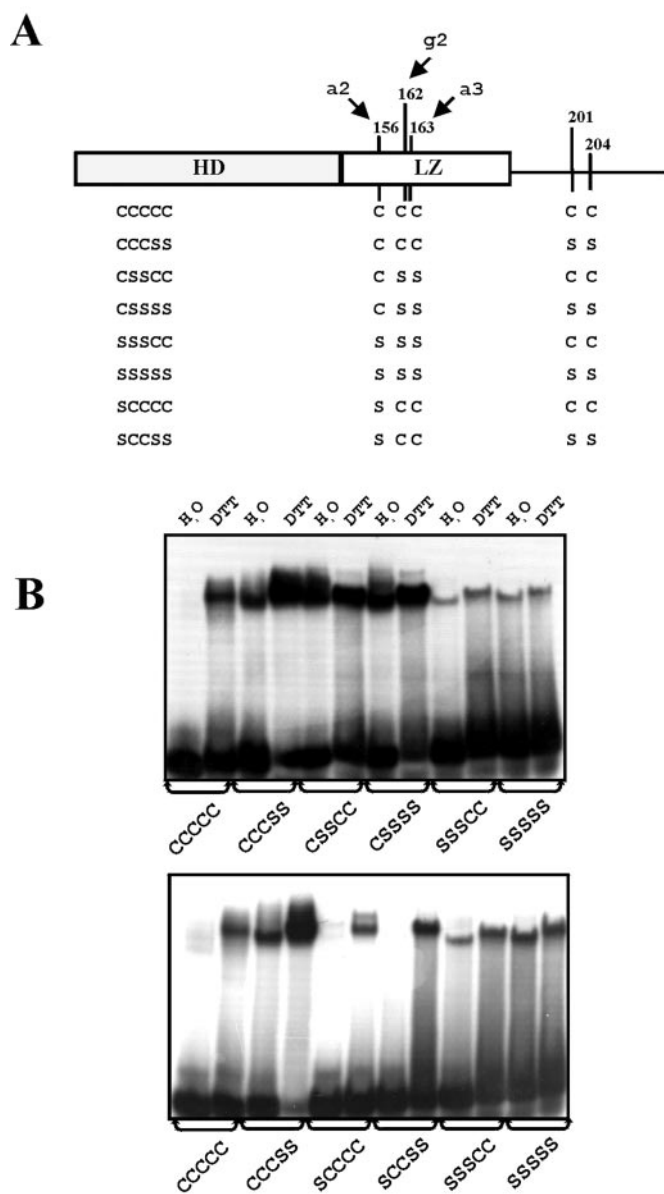 A
g2
a2 162 a3
156 163 201 204
HD LZ
CCCCC C C C C C
CCCSS C C C S S
CSSCC C S S C C
CSSSS C S S S S
SSSCC S S S C C
SSSSS S S S S S
SCCCC S C C C C
SCCSS S C C S S
H₂O DTT H₂O DTT H₂O DTT H₂O DTT H₂O DTT H₂O DTT
B
CCCCC CCCSS CSSCC CSSSS SSSCC SSSSS
CCCCC CCCSS SCCCC SCCSS SSSCC SSSSS